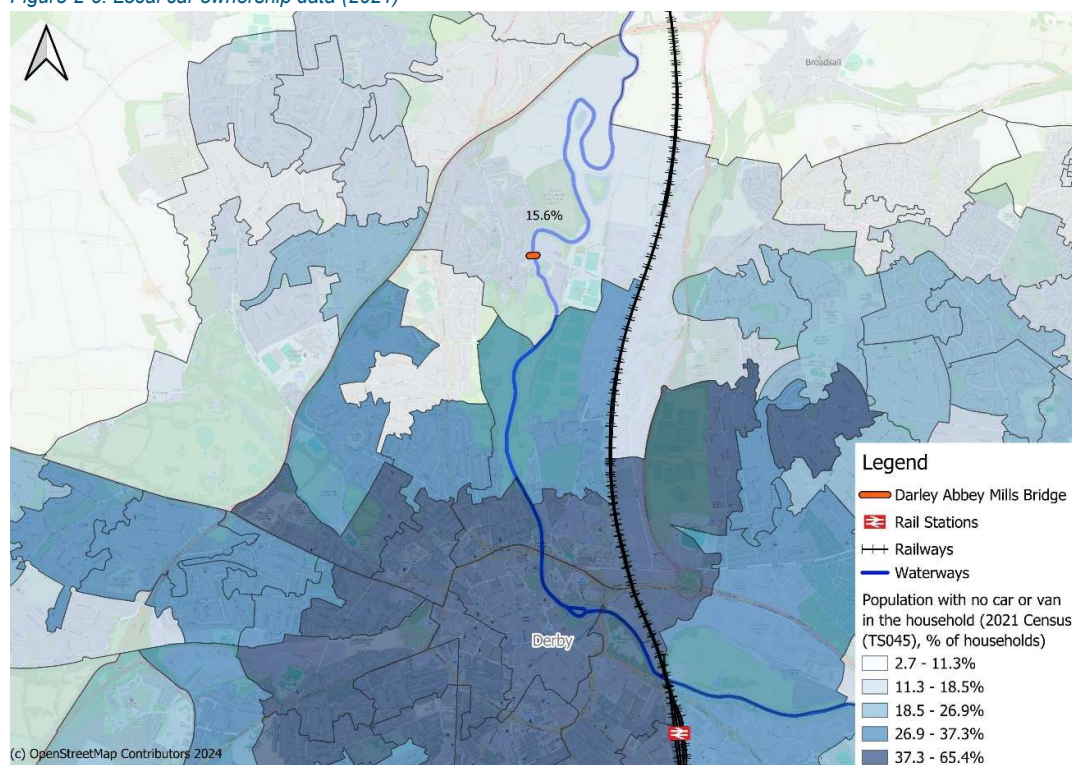 Figure 2-3: Local car ownership data (2021)
Broadsall
15.6%
Derby
Legend
Darley Abbey Mills Bridge
Rail Stations
Railways
Waterways
Population with no car or van
in the household (2021 Census
(TS045), % of households)
2.7 - 11.3%
11.3 - 18.5%
18.5 - 26.9%
26.9 - 37.3%
37.3 - 65.4%
(c) OpenStreetMap Contributors 2024